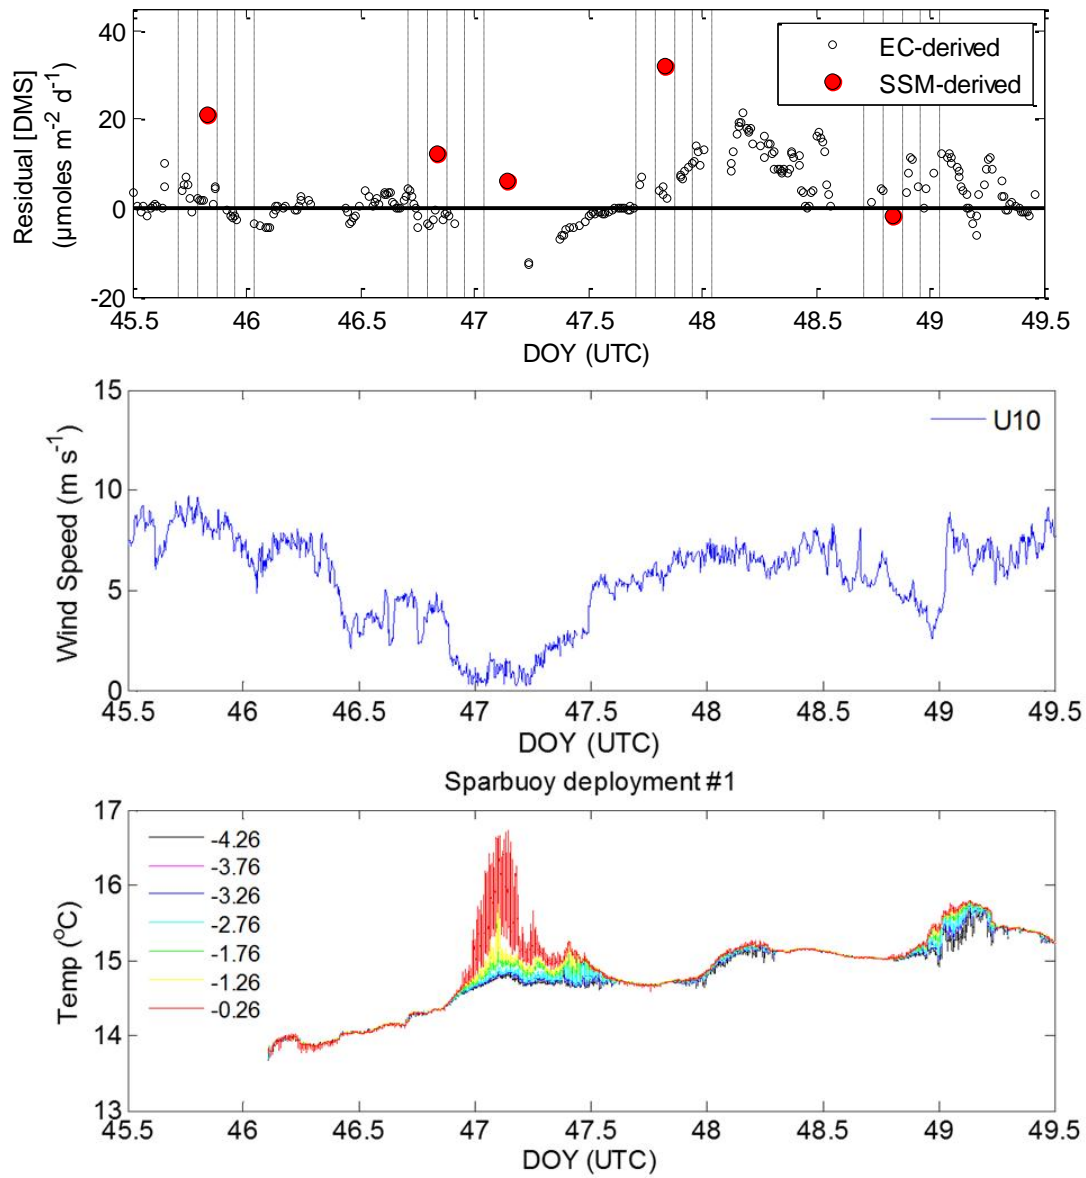 Residual [DMS]
(µmoles m-2 d-1)
40
20
0
-20
EC-derived
SSM-derived
45.5 46 46.5 47 47.5 48 48.5 49 49.5
DOY (UTC)
Wind Speed (m s-1)
15
10
5
0
U10
45.5 46 46.5 47 47.5 48 48.5 49 49.5
DOY (UTC)
Sparbuoy deployment #1
Temp (oC)
17
16
15
14
13
-4.26
-3.76
-3.26
-2.76
-1.76
-1.26
-0.26
45.5 46 46.5 47 47.5 48 48.5 49 49.5
DOY (UTC)